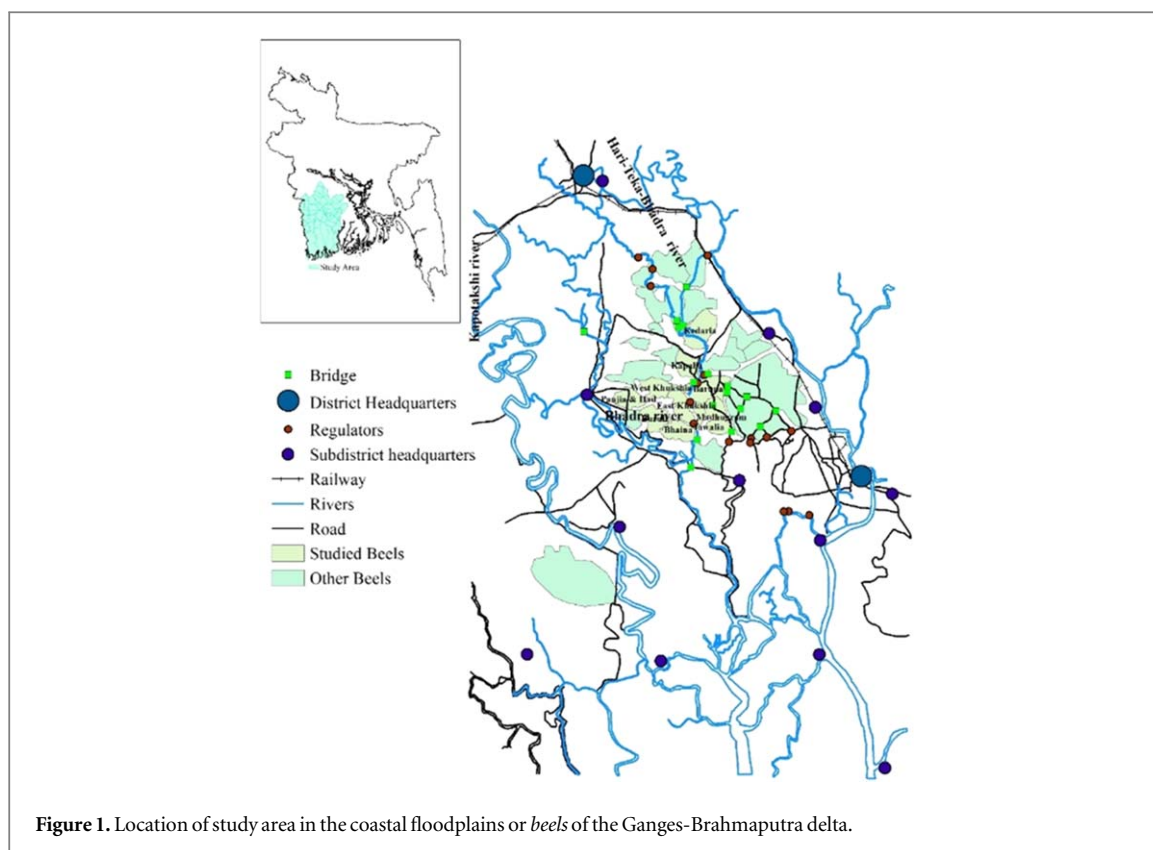 Study Area
Hari-Teka-Bhadra river
Kapotakshi river
Kedaria
West Khukshia
East Khukshia
Bhadra river
Bhaina
Bridge
District Headquarters
Regulators
Subdistrict headquarters
Railway
Rivers
Road
Studied Beels
Other Beels
Figure 1. Location of study area in the coastal floodplains or beels of the Ganges-Brahmaputra delta.